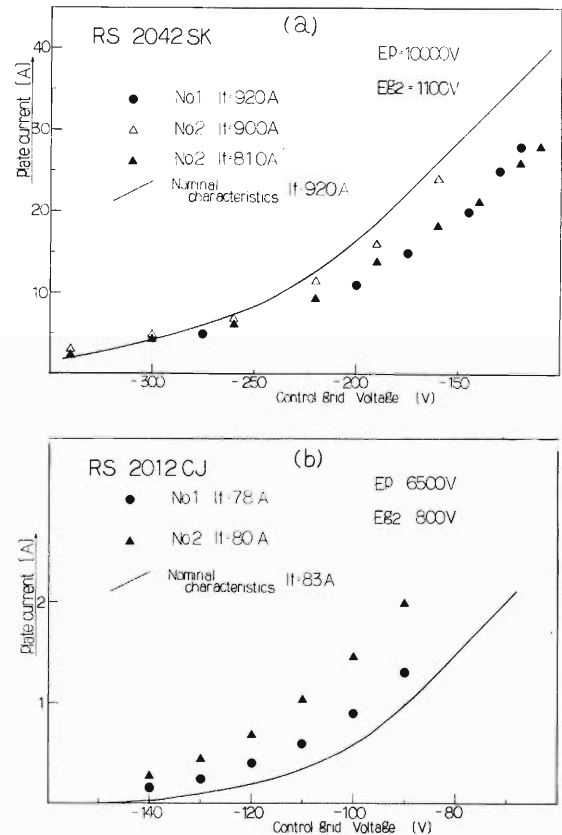 (a)
RS 2042 SK
EP=10000V
Eg2=1100V
No1 If=920A
No2 If=900A
No2 If=810A
Nominal characteristics If=920A
Plate current [A]
40
30
20
10
-300
-250
-200
-150
Control grid Voltage [V]
(b)
RS 2012 CJ
EP 6500V
Eg2 800V
No1 If=78A
No2 If=80A
Nominal characteristics If=83A
Plate current [A]
2
1
-140
-120
-100
-80
Control grid Voltage [V]